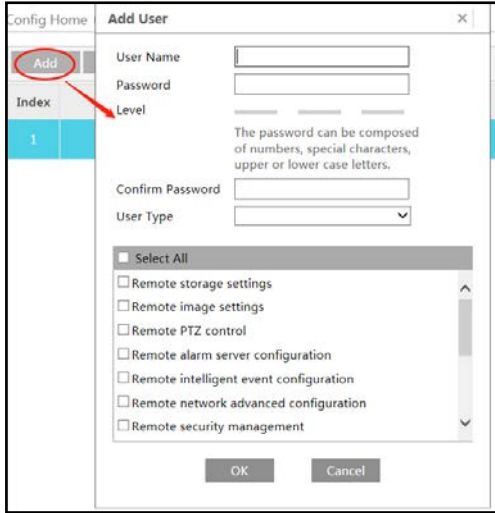 Config Home
Add User
Add
User Name
Password
Index
Level
1
The password can be composed
of numbers, special characters,
upper or lower case letters.
Confirm Password
User Type
Select All
Remote storage settings
Remote image settings
Remote PTZ control
Remote alarm server configuration
Remote intelligent event configuration
Remote network advanced configuration
Remote security management
OK
Cancel